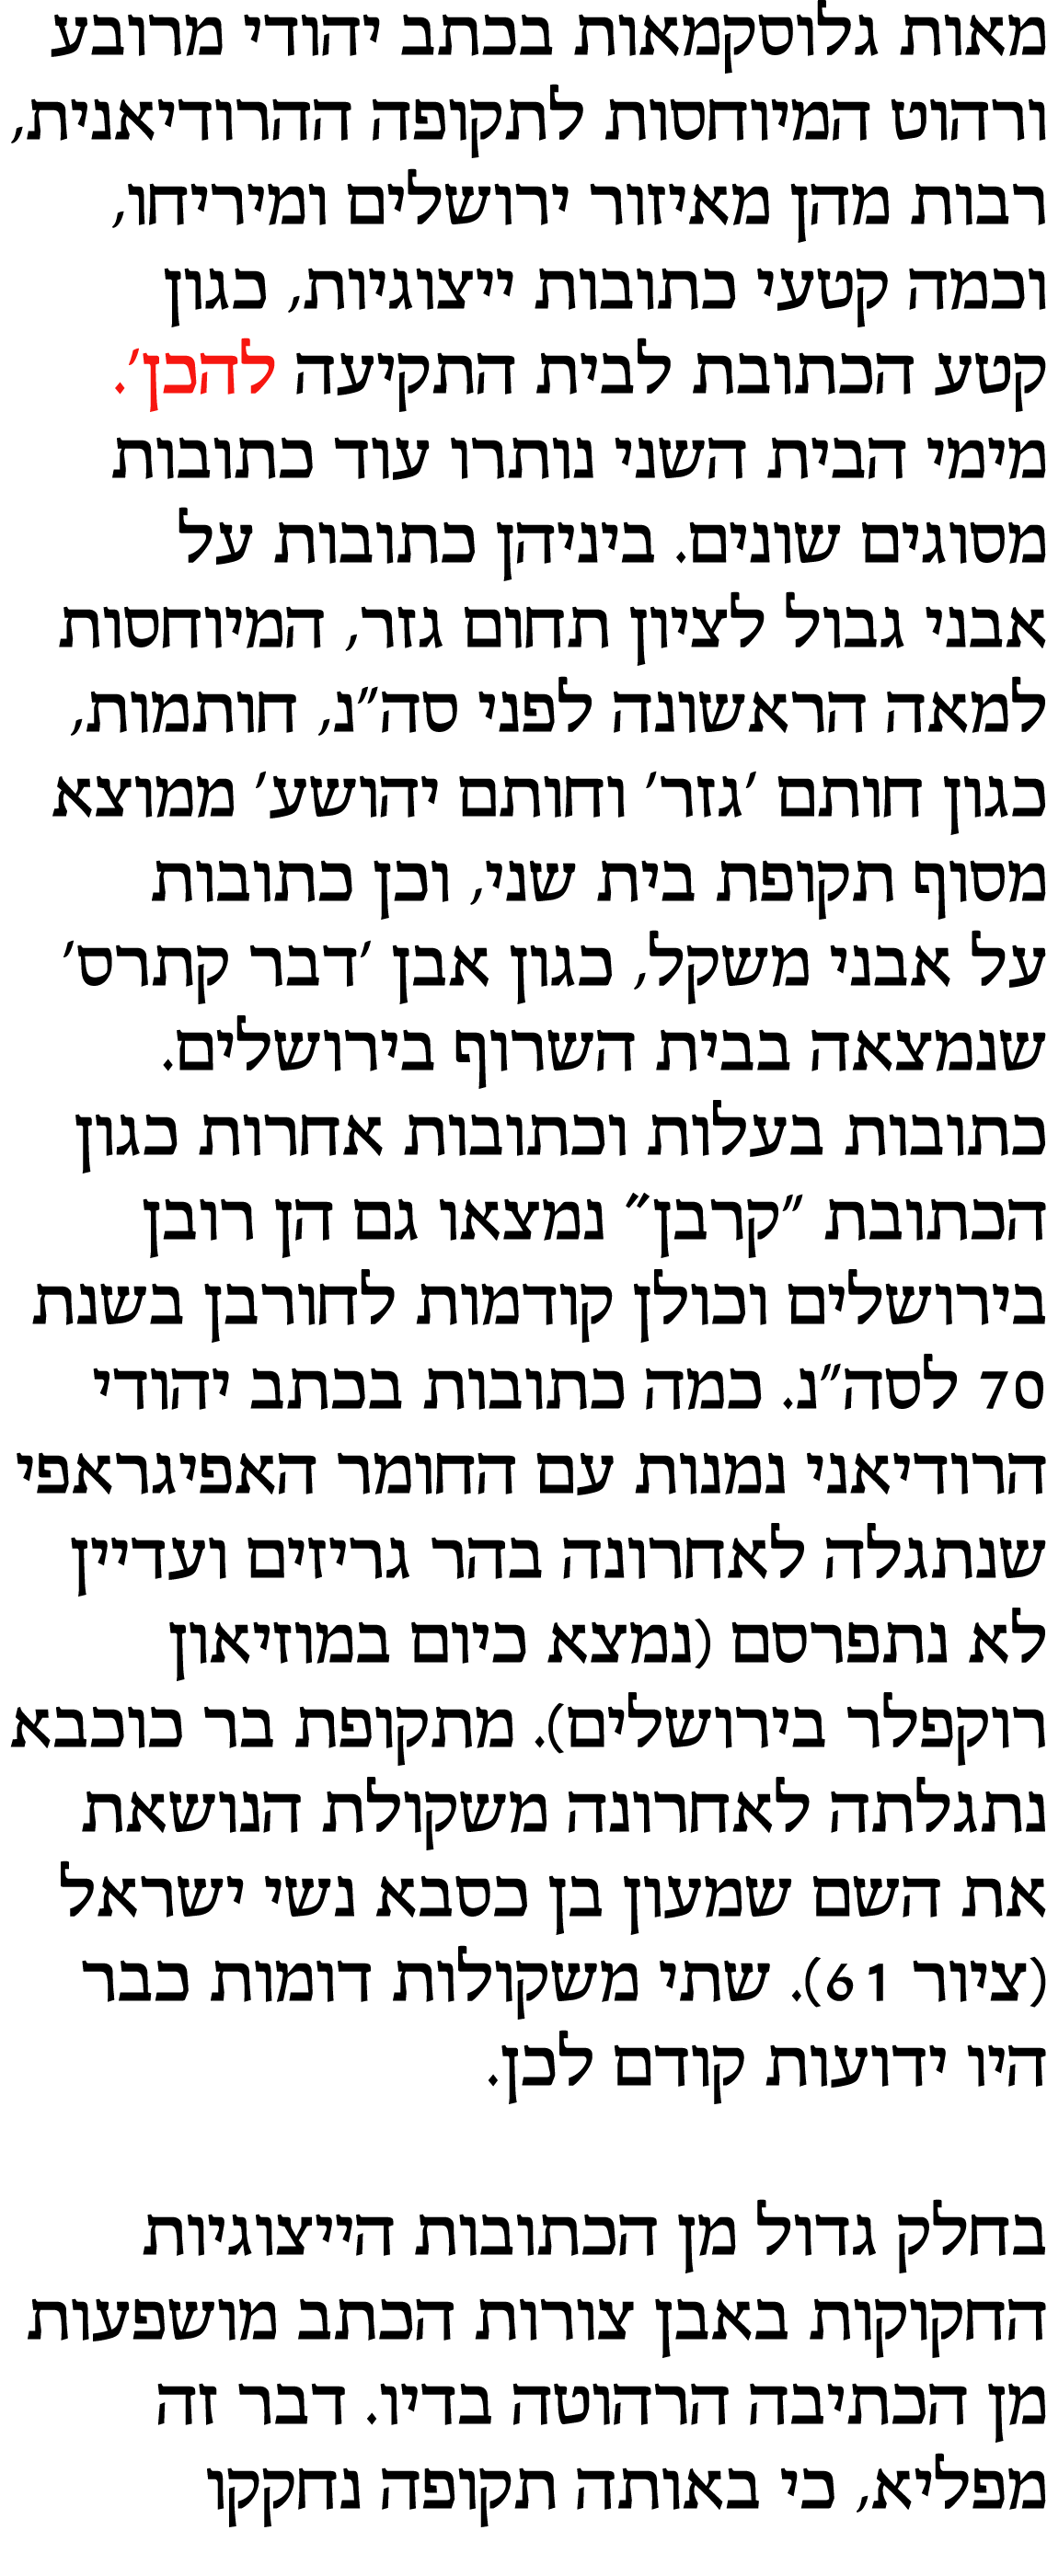 מאות גלוסקמאות בכתב יהודי מרובע
ורהוט המיוחסות לתקופה ההרודיאנית,
רבות מהן מאיזור ירושלים ומיריחו,
וכמה קטעי כתובות ייצוגיות, כגון
קטע הכתובת לבית התקיעה להכן'.
מימי הבית השני נותרו עוד כתובות
מסוגים שונים. ביניהן כתובות על
אבני גבול לציון תחום גזר, המיוחסות
למאה הראשונה לפני סה"נ, חותמות,
כגון חותם 'גזר' וחותם יהושע' ממוצא
מסוף תקופת בית שני, וכן כתובות
על אבני משקל, כגון אבן 'דבר קתרס'
שנמצאה בבית השרוף בירושלים.
כתובות בעלות וכתובות אחרות כגון
הכתובת "קרבן" נמצאו גם הן רובן
בירושלים וכולן קודמות לחורבן בשנת
70 לסה"נ. כמה כתובות בכתב יהודי
הרודיאני נמנות עם החומר האפיגראפי
שנתגלה לאחרונה בהר גריזים ועדיין
לא נתפרסם (נמצא כיום במוזיאון
רוקפלר בירושלים). מתקופת בר כוכבא
נתגלתה לאחרונה משקולת הנושאת
את השם שמעון בן כסבא נשי ישראל
(ציור 61). שתי משקולות דומות כבר
היו ידועות קודם לכן.
בחלק גדול מן הכתובות הייצוגיות
החקוקות באבן צורות הכתב מושפעות
מן הכתיבה הרהוטה בדיו. דבר זה
מפליא, כי באותה תקופה נחקקו